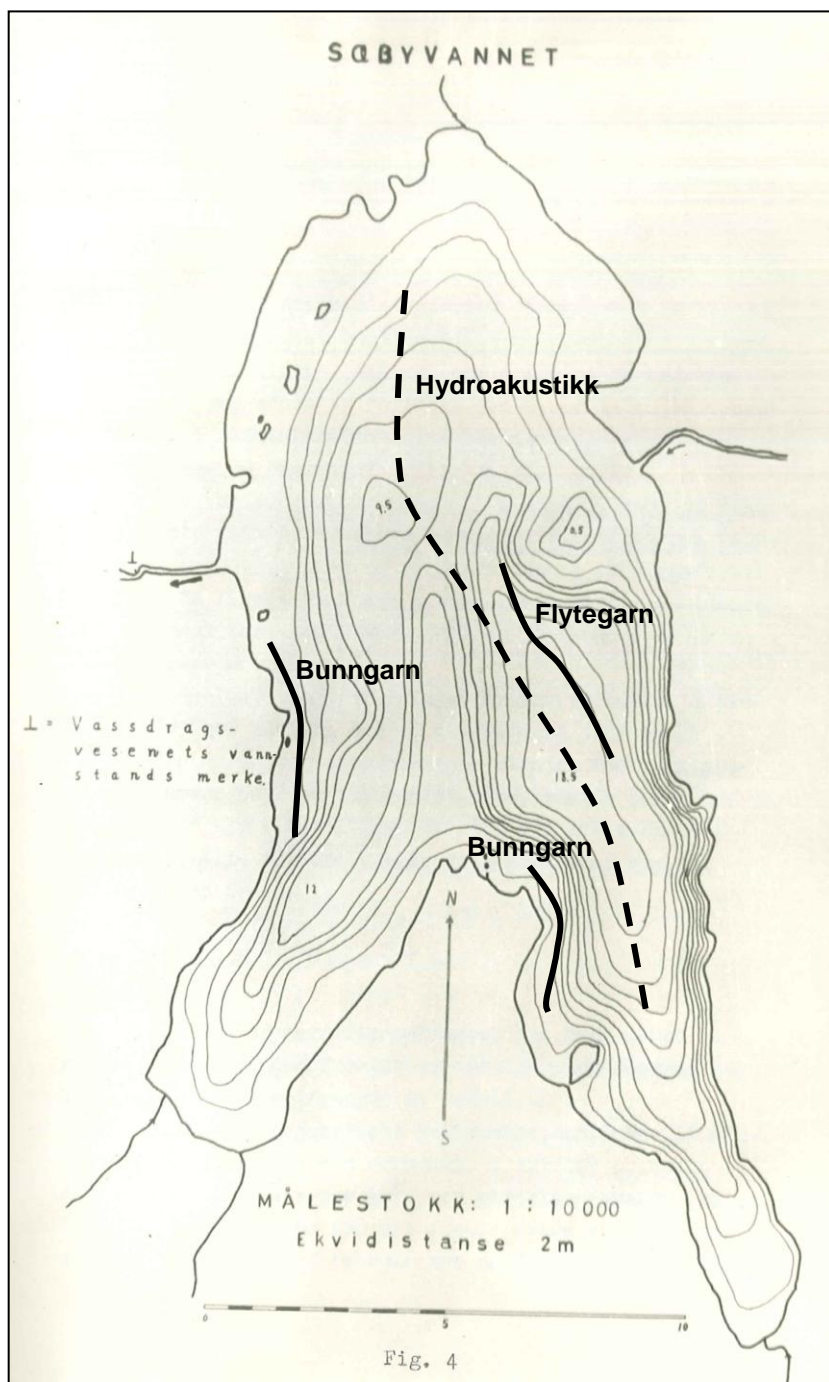 SØBYVANNET
Hydroakustikk
9,5
0,5
⊥
Flytegarn
Bunngarn
⊥ = Vassdrags-
vesenets vann-
stands merke.
18,5
Bunngarn
12
N
S
MÅLESTOKK: 1 : 10 000
Ekvidistanse 2m
0 5 10
Fig. 4